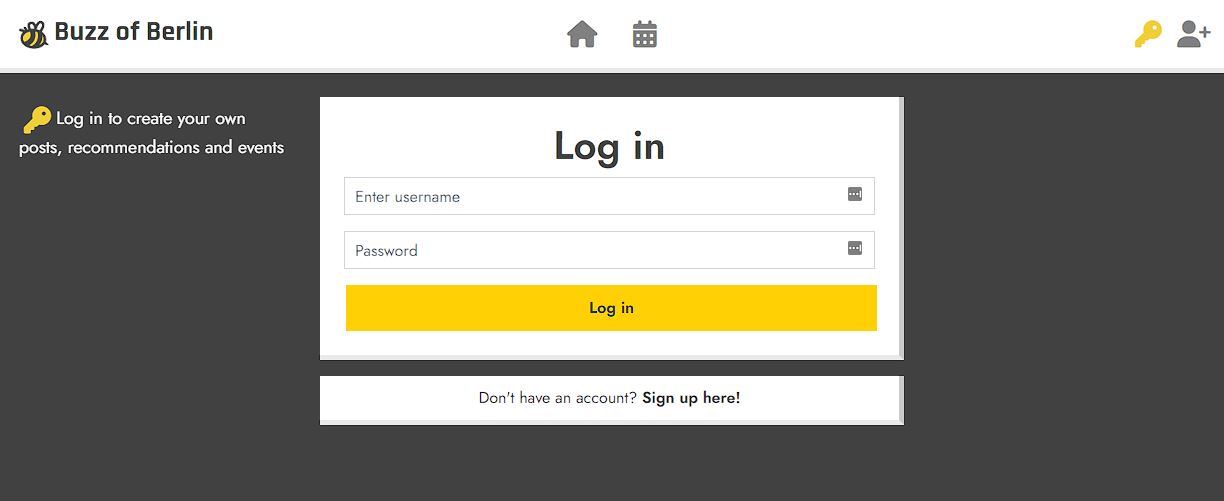 Buzz of Berlin
Log in to create your own
posts, recommendations and events
Log in
Enter username
Password
Log in
Don't have an account? Sign up here!